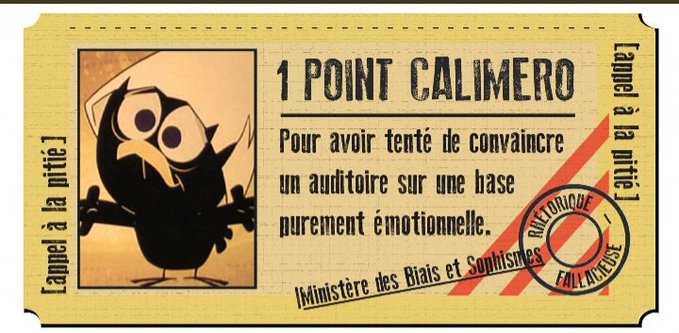 [appel à la pitié]
1 POINT CALIMERO
Pour avoir tenté de convaincre
un auditoire sur une base
purement émotionnelle.
|Ministère des Biais et Sophismes
RHÉTORIQUE -
FALLACIEUSE
[appel à la pitié]